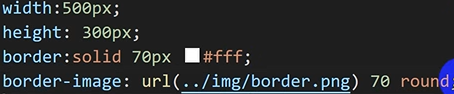 width:500px;
height: 300px;
border:solid 70px #fff;
border-image: url(../img/border.png) 70 round;